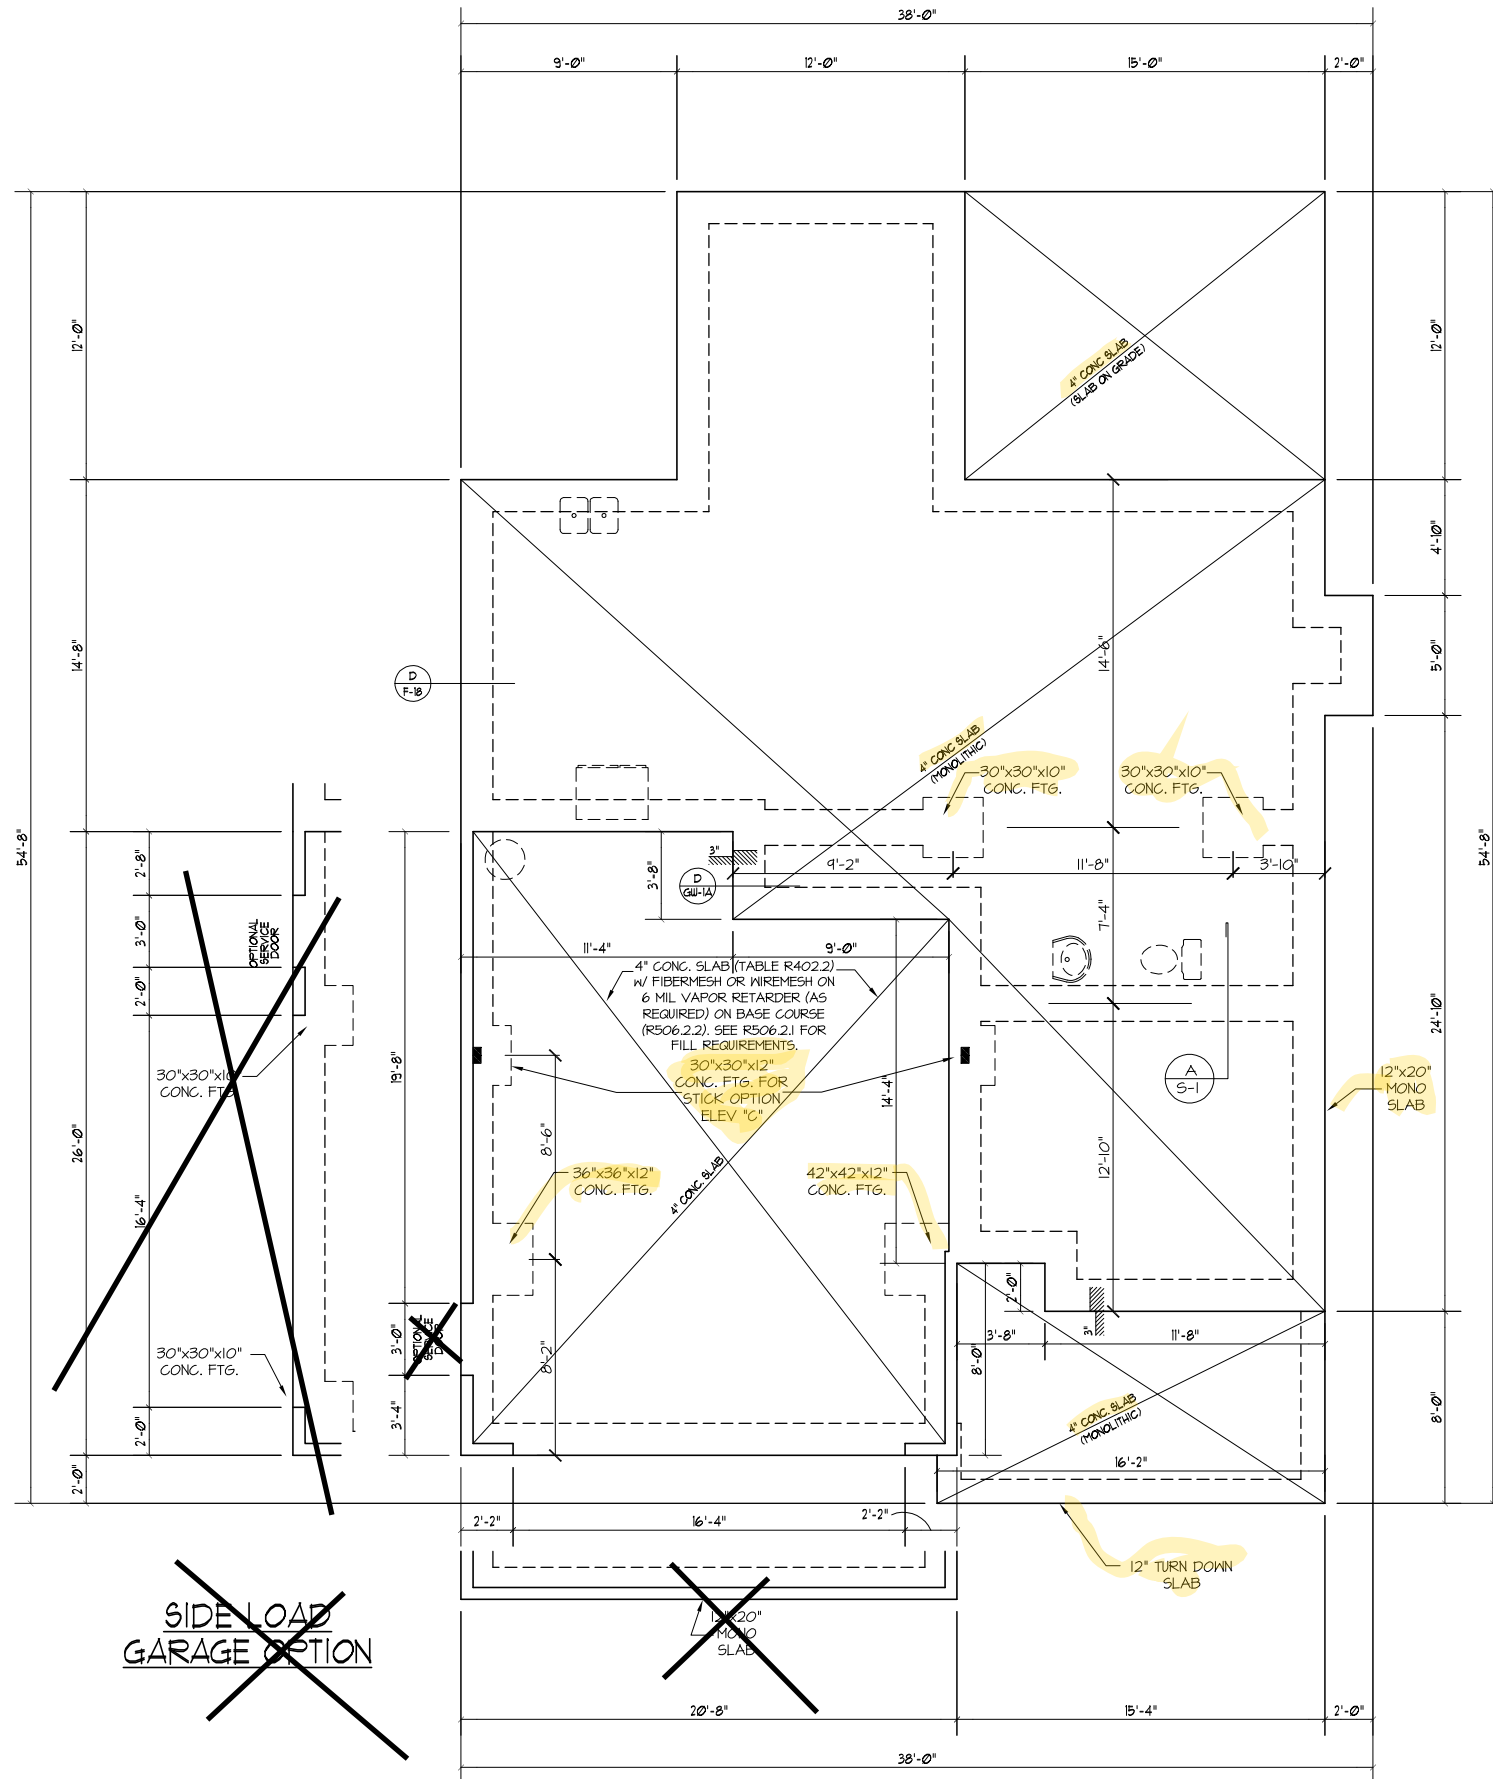 38'-0"
9'-0"
12'-0"
15'-0"
2'-0"
12'-0"
12'-0"
4" CONC SLAB
(SLAB ON GRADE)
4'-10"
14'-8"
14'-6"
5'-0"
D
F-18
4" CONC SLAB
(MONOLITHIC)
30"x30"x10"
CONC. FTG.
30"x30"x10"
CONC. FTG.
54'-8"
54'-8"
2'-8"
3'-8"
3"
D
GW-1A
9'-2"
11'-8"
3'-10"
3'-0"
OPTIONAL
SERVICE
DOOR
7'-4"
11'-4"
9'-0"
2'-0"
4" CONC. SLAB (TABLE R402.2)
W/ FIBERMESH OR WIREMESH ON
6 MIL VAPOR RETARDER (AS
REQUIRED) ON BASE COURSE
(R506.2.2). SEE R506.2.1 FOR
FILL REQUIREMENTS.
24'-10"
30"x30"x10"
CONC. FTG.
19'-8"
30"x30"x12"
CONC. FTG. FOR
STICK OPTION
ELEV "C"
14'-4"
A
S-1
12"x20"
MONO
SLAB
26'-0"
8'-6"
12'-10"
36"x36"x12"
CONC. FTG.
4" CONC. SLAB
42"x42"x12"
CONC. FTG.
16'-4"
2'-0"
30"x30"x10"
CONC. FTG.
3'-0"
OPTIONAL
SERVICE
DOOR
8'-2"
3"
3'-8"
11'-8"
8'-0"
2'-0"
3'-4"
4" CONC. SLAB
(MONOLITHIC)
8'-0"
16'-2"
2'-0"
2'-2"
16'-4"
2'-2"
12" TURN DOWN
SLAB
SIDE LOAD
GARAGE OPTION
12"x20"
MONO
SLAB
20'-8"
15'-4"
2'-0"
38'-0"